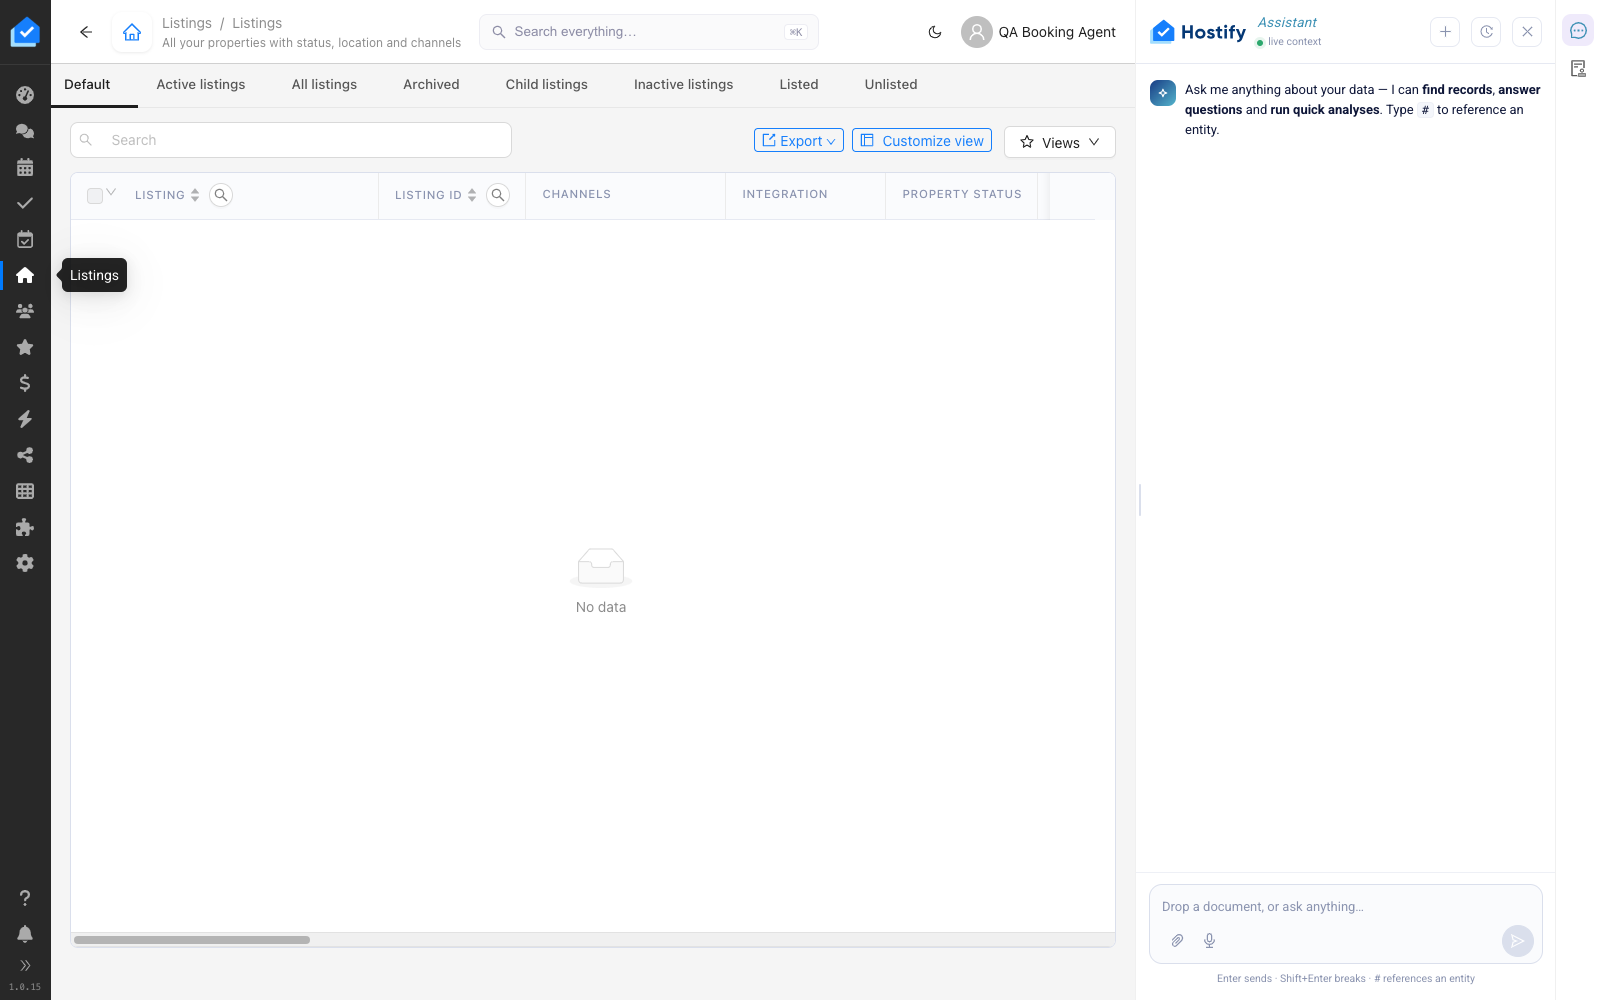 Listings / Listings
All your properties with status, location and channels
Search everything...
⌘K
QA Booking Agent
Hostify
Assistant
live context
Default
Active listings
All listings
Archived
Child listings
Inactive listings
Listed
Unlisted
Search
Export
Customize view
Views
LISTING
LISTING ID
CHANNELS
INTEGRATION
PROPERTY STATUS
Listings
No data
Ask me anything about your data — I can find records, answer
questions and run quick analyses. Type # to reference an
entity.
Drop a document, or ask anything...
Enter sends · Shift+Enter breaks · # references an entity
1.0.15